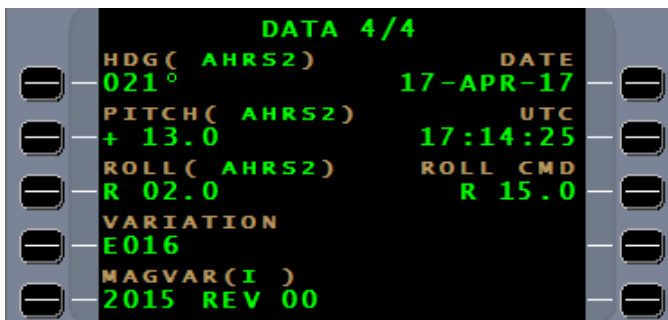 DATA 4/4
HDG( AHRS2) DATE
021° 17-APR-17
PITCH( AHRS2) UTC
+ 13.0 17:14:25
ROLL( AHRS2) ROLL CMD
R 02.0 R 15.0
VARIATION
E016
MAGVAR(I )
2015 REV 00